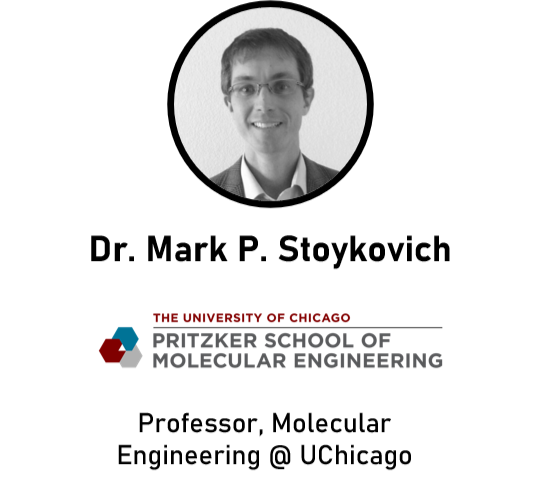 Dr. Mark P. Stoykovich
THE UNIVERSITY OF CHICAGO
PRITZKER SCHOOL OF
MOLECULAR ENGINEERING
Professor, Molecular
Engineering @ UChicago